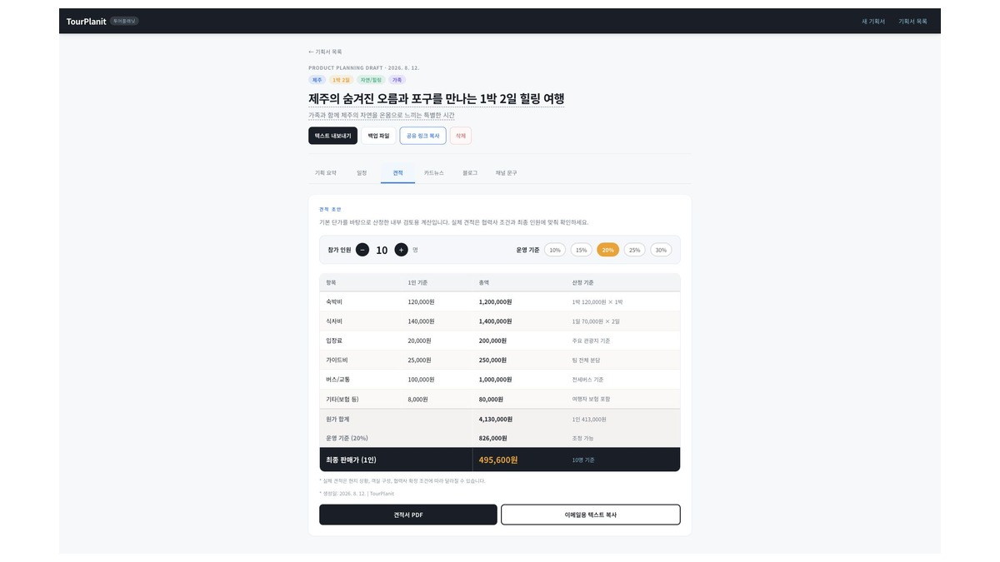 TourPlanit 투어플래닛 새 기획서 기획서 목록
← 기획서 목록
PRODUCT PLANNING DRAFT · 2026. 8. 12.
제주 1박 2일 자연/힐링 가족
제주의 숨겨진 오름과 포구를 만나는 1박 2일 힐링 여행
가족과 함께 제주의 자연을 온몸으로 느끼는 특별한 시간
텍스트 내보내기 백업 파일 공유 링크 복사 삭제
기획 요약 일정 견적 카드뉴스 블로그 채널 문구
견적 초안
기본 단가를 바탕으로 산정한 내부 검토용 계산입니다. 실제 견적은 협력사 조건과 최종 인원에 맞춰 확인하세요.
참가 인원 − 10 + 명 운영 기준 10% 15% 20% 25% 30%
항목 1인 기준 총액 산정 기준
숙박비 120,000원 1,200,000원 1박 120,000원 × 1박
식사비 140,000원 1,400,000원 1일 70,000원 × 2일
입장료 20,000원 200,000원 주요 관광지 기준
가이드비 25,000원 250,000원 팀 전체 분담
버스/교통 100,000원 1,000,000원 전세버스 기준
기타(보험 등) 8,000원 80,000원 여행자 보험 포함
원가 합계 4,130,000원 1인 413,000원
운영 기준 (20%) 826,000원 조정 가능
최종 판매가 (1인) 495,600원 10명 기준
* 실제 견적은 현지 상황, 객실 구성, 협력사 확정 조건에 따라 달라질 수 있습니다.
* 생성일: 2026. 8. 12. | TourPlanit
견적서 PDF 이메일용 텍스트 복사